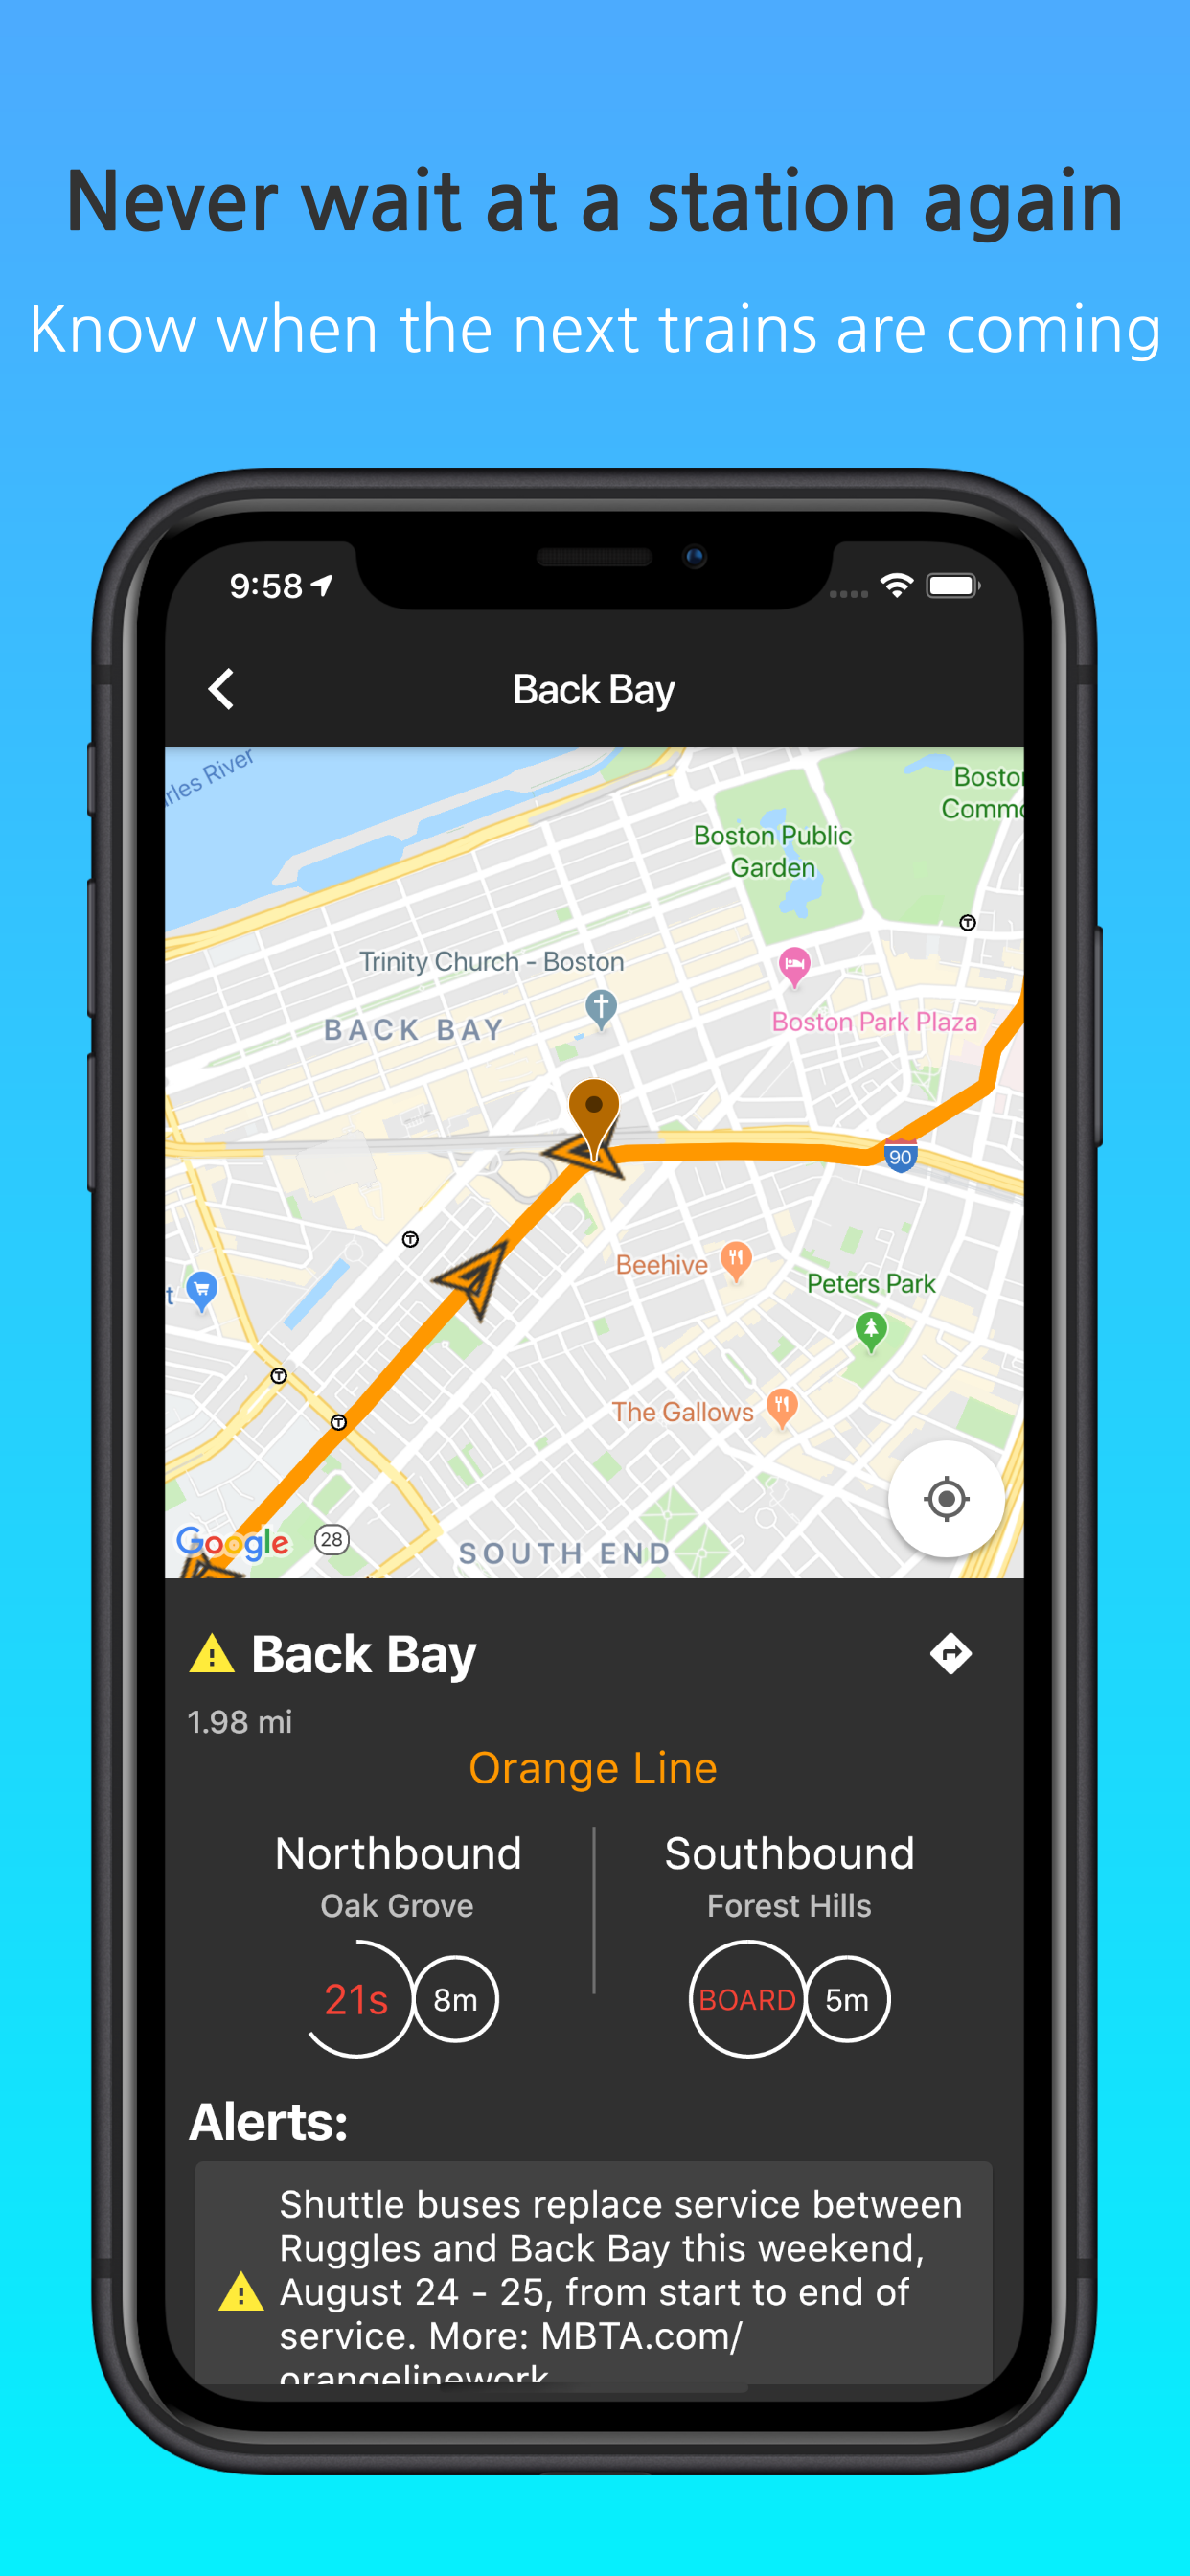 Never wait at a station again
Know when the next trains are coming
9:58
Back Bay
rles River
Boston Public
Garden
Trinity Church - Boston
BACK BAY
Boston Park Plaza
90
Beehive
Peters Park
The Gallows
Google
28
SOUTH END
Back Bay
1.98 mi
Orange Line
Northbound
Southbound
Oak Grove
Forest Hills
21s
8m
BOARD
5m
Alerts:
Shuttle buses replace service between
Ruggles and Back Bay this weekend,
August 24 - 25, from start to end of
service. More: MBTA.com/
orangelinework